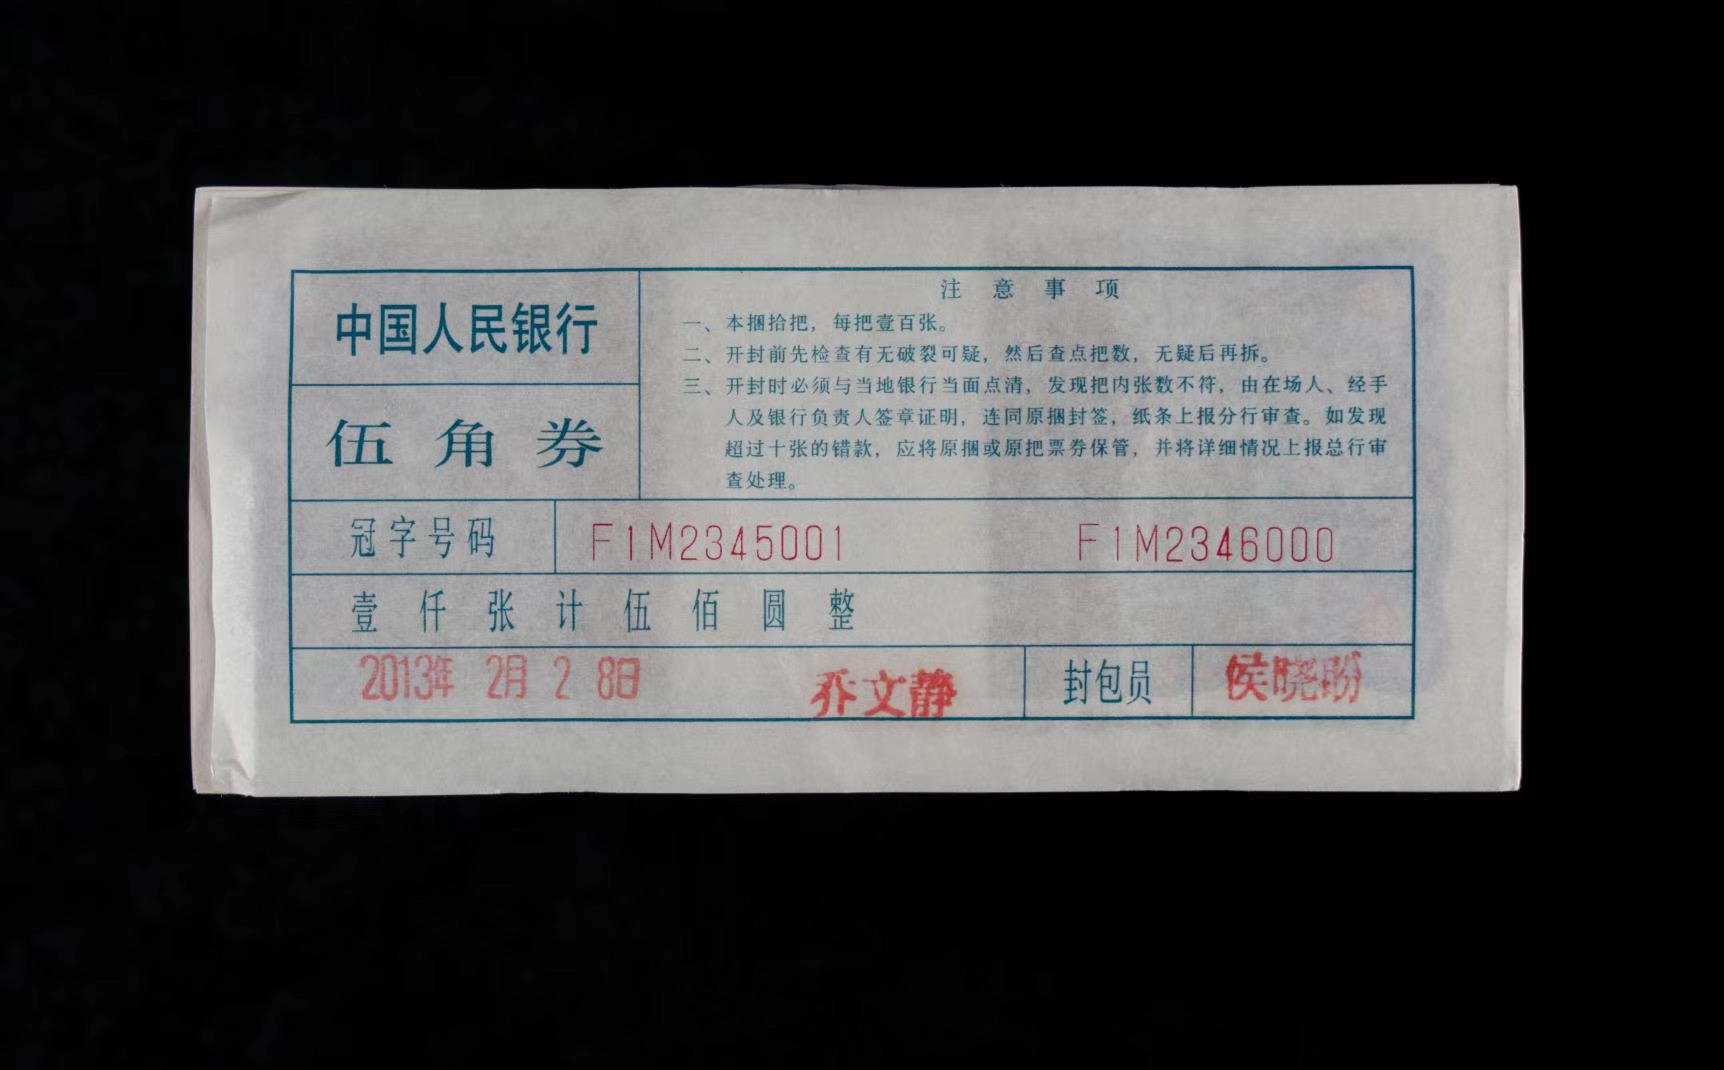 中国人民银行
伍角券
注意事项
一、本捆拾把，每把壹百张。
二、开封前先检查有无破裂可疑，然后查点把数，无疑后再拆。
三、开封时必须与当地银行当面点清，发现把内张数不符，由在场人、经手
人及银行负责人签章证明，连同原捆封签，纸条上报分行审查。如发现
超过十张的错款，应将原捆或原把票券保管，并将详细情况上报总行审
查处理。
冠字号码 F1M2345001 F1M2346000
壹仟张计伍佰圆整
2013年 2月 28日 乔文静 封包员 侯晓盼